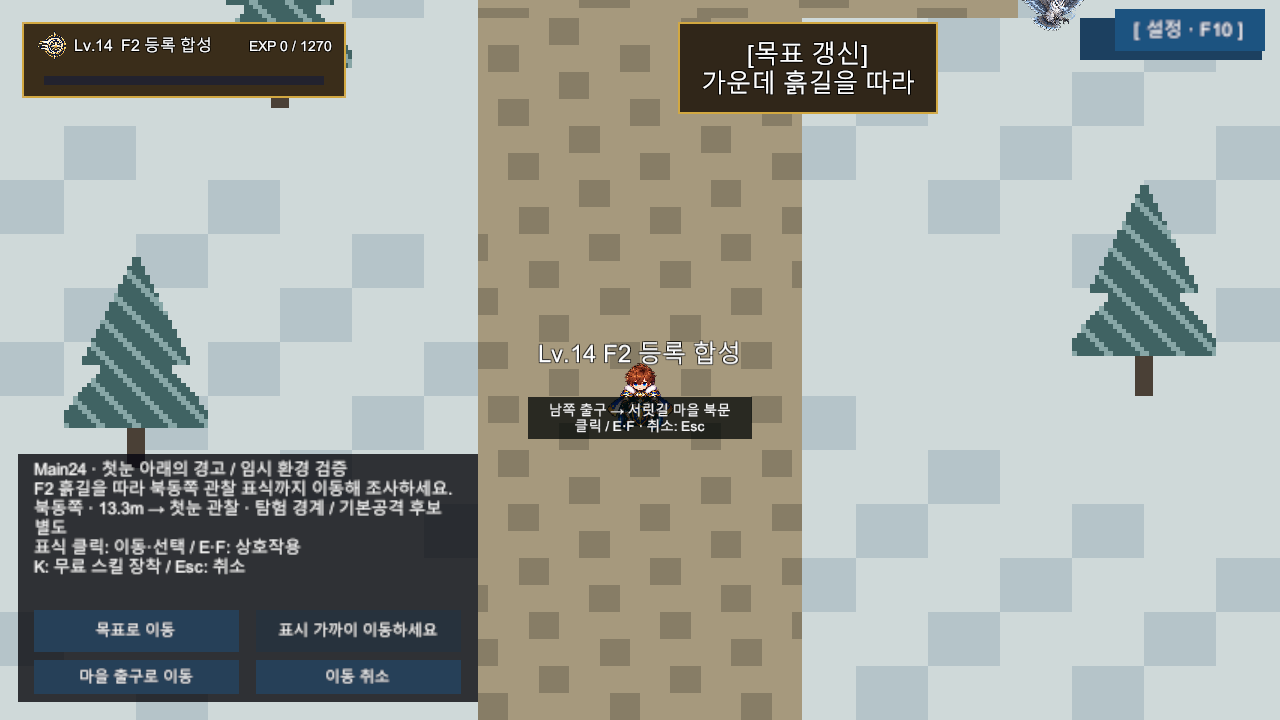 Lv.14 F2 등록 합성 EXP 0 / 1270
[목표 갱신]
가운데 흙길을 따라
[ 설정 · F10 ]
Lv.14 F2 등록 합성
남쪽 출구 → 서릿길 마을 북문
클릭 / E·F · 취소: Esc
Main24 · 첫눈 아래의 경고 / 임시 환경 검증
F2 흙길을 따라 북동쪽 관찰 표식까지 이동해 조사하세요.
북동쪽 · 13.3m → 첫눈 관찰 · 탐험 경계 / 기본공격 후보
별도
표식 클릭: 이동·선택 / E·F: 상호작용
K: 무료 스킬 장착 / Esc: 취소
목표로 이동
표시 가까이 이동하세요
마을 출구로 이동
이동 취소